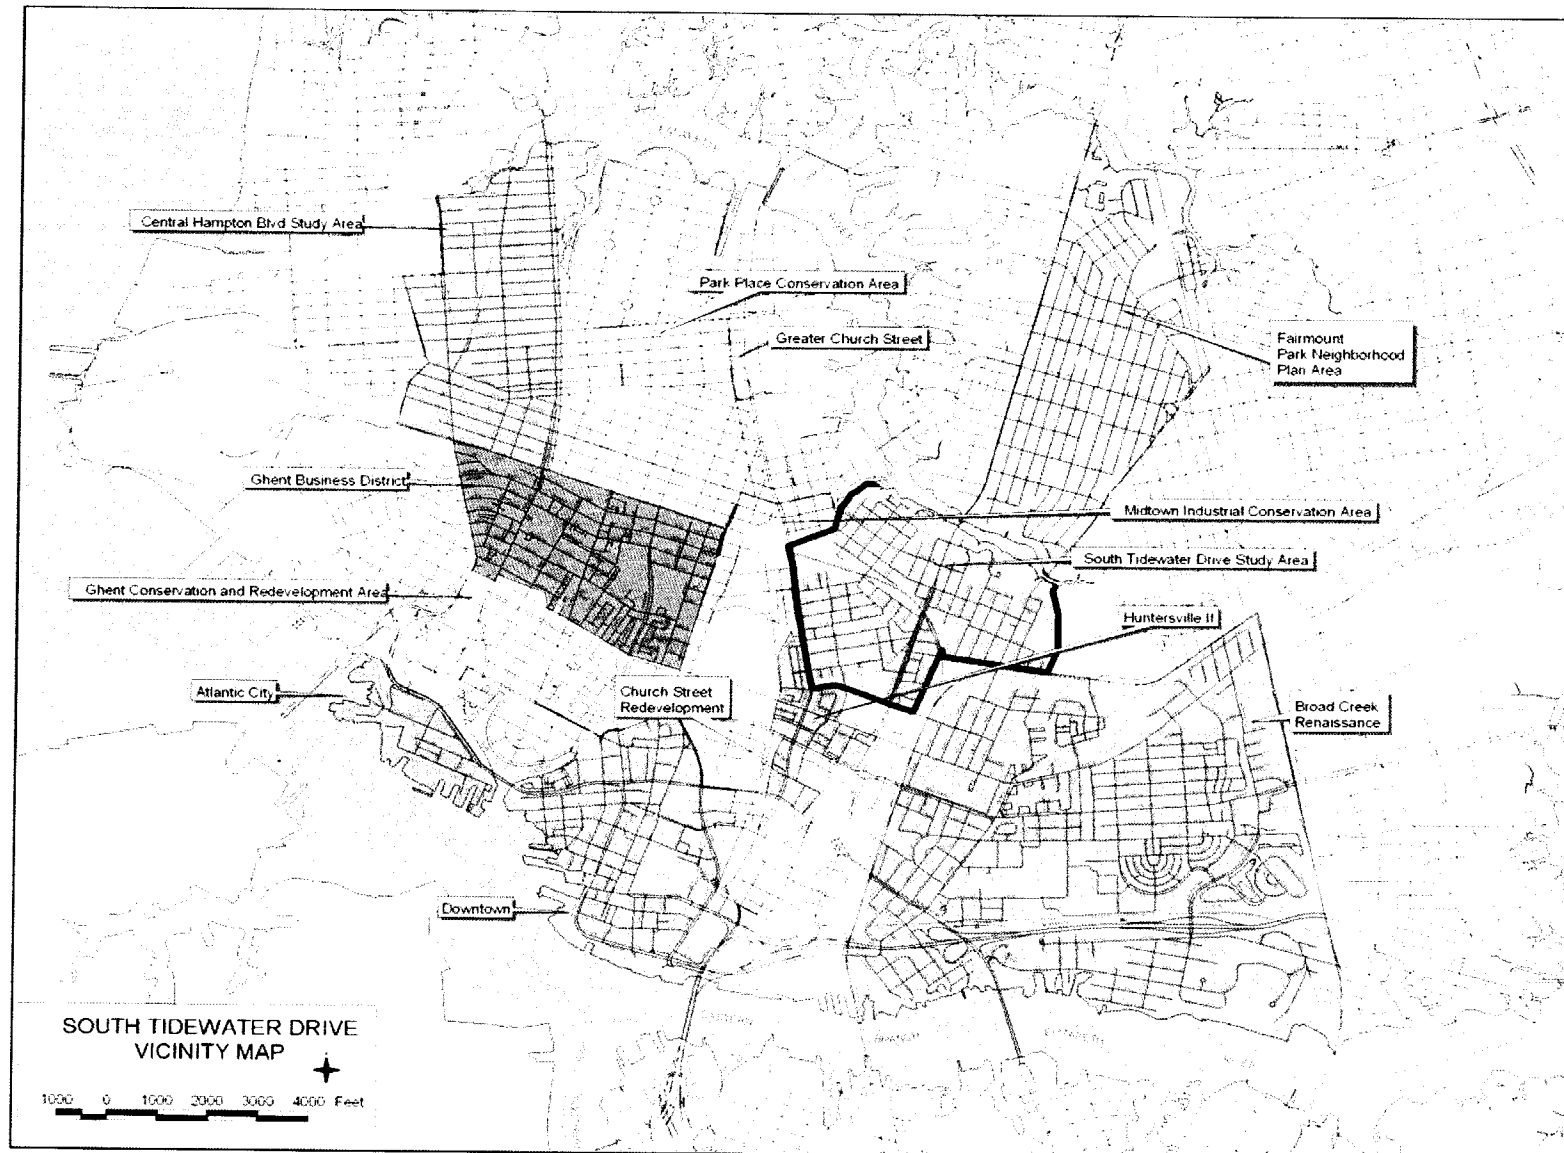 Central Hampton Blvd Study Area
Park Place Conservation Area
Greater Church Street
Fairmount
Park Neighborhood
Plan Area
Ghent Business District
Midtown Industrial Conservation Area
South Tidewater Drive Study Area
Ghent Conservation and Redevelopment Area
Huntersville II
Atlantic City
Church Street
Redevelopment
Broad Creek
Renaissance
Downtown
SOUTH TIDEWATER DRIVE
VICINITY MAP
1000 0 1000 2000 3000 4000 Feet